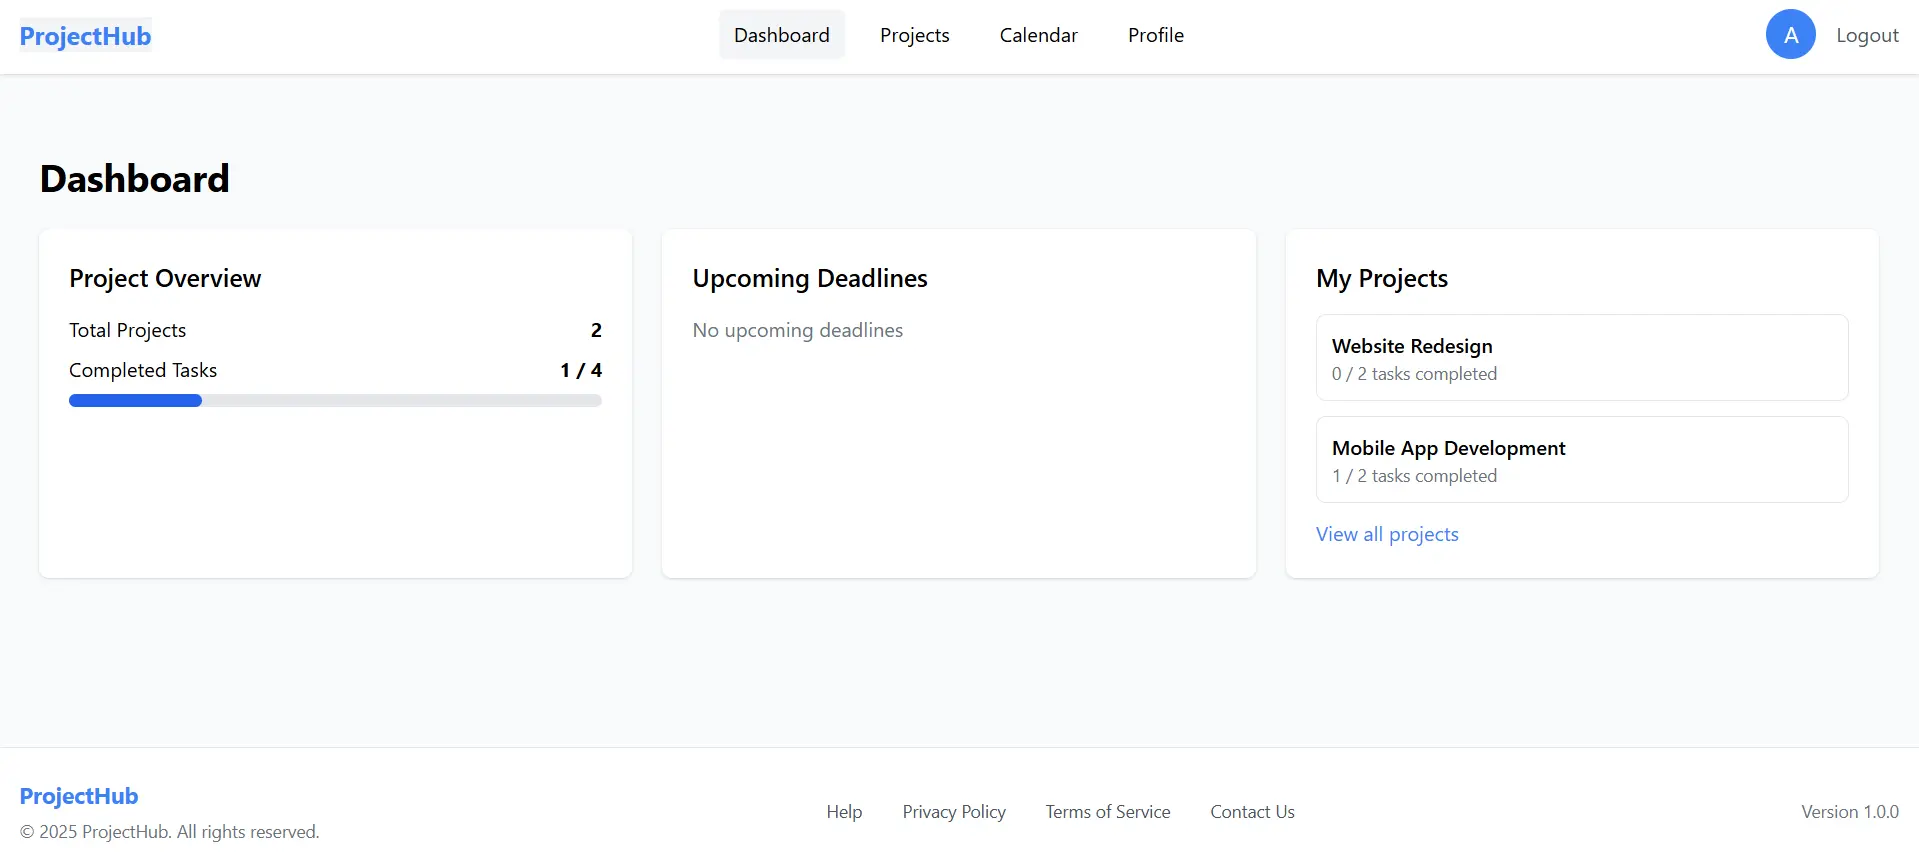 ProjectHub
Dashboard
Projects
Calendar
Profile
A
Logout
Dashboard
Project Overview
Total Projects 2
Completed Tasks 1 / 4
Upcoming Deadlines
No upcoming deadlines
My Projects
Website Redesign
0 / 2 tasks completed
Mobile App Development
1 / 2 tasks completed
View all projects
ProjectHub
© 2025 ProjectHub. All rights reserved.
Help
Privacy Policy
Terms of Service
Contact Us
Version 1.0.0